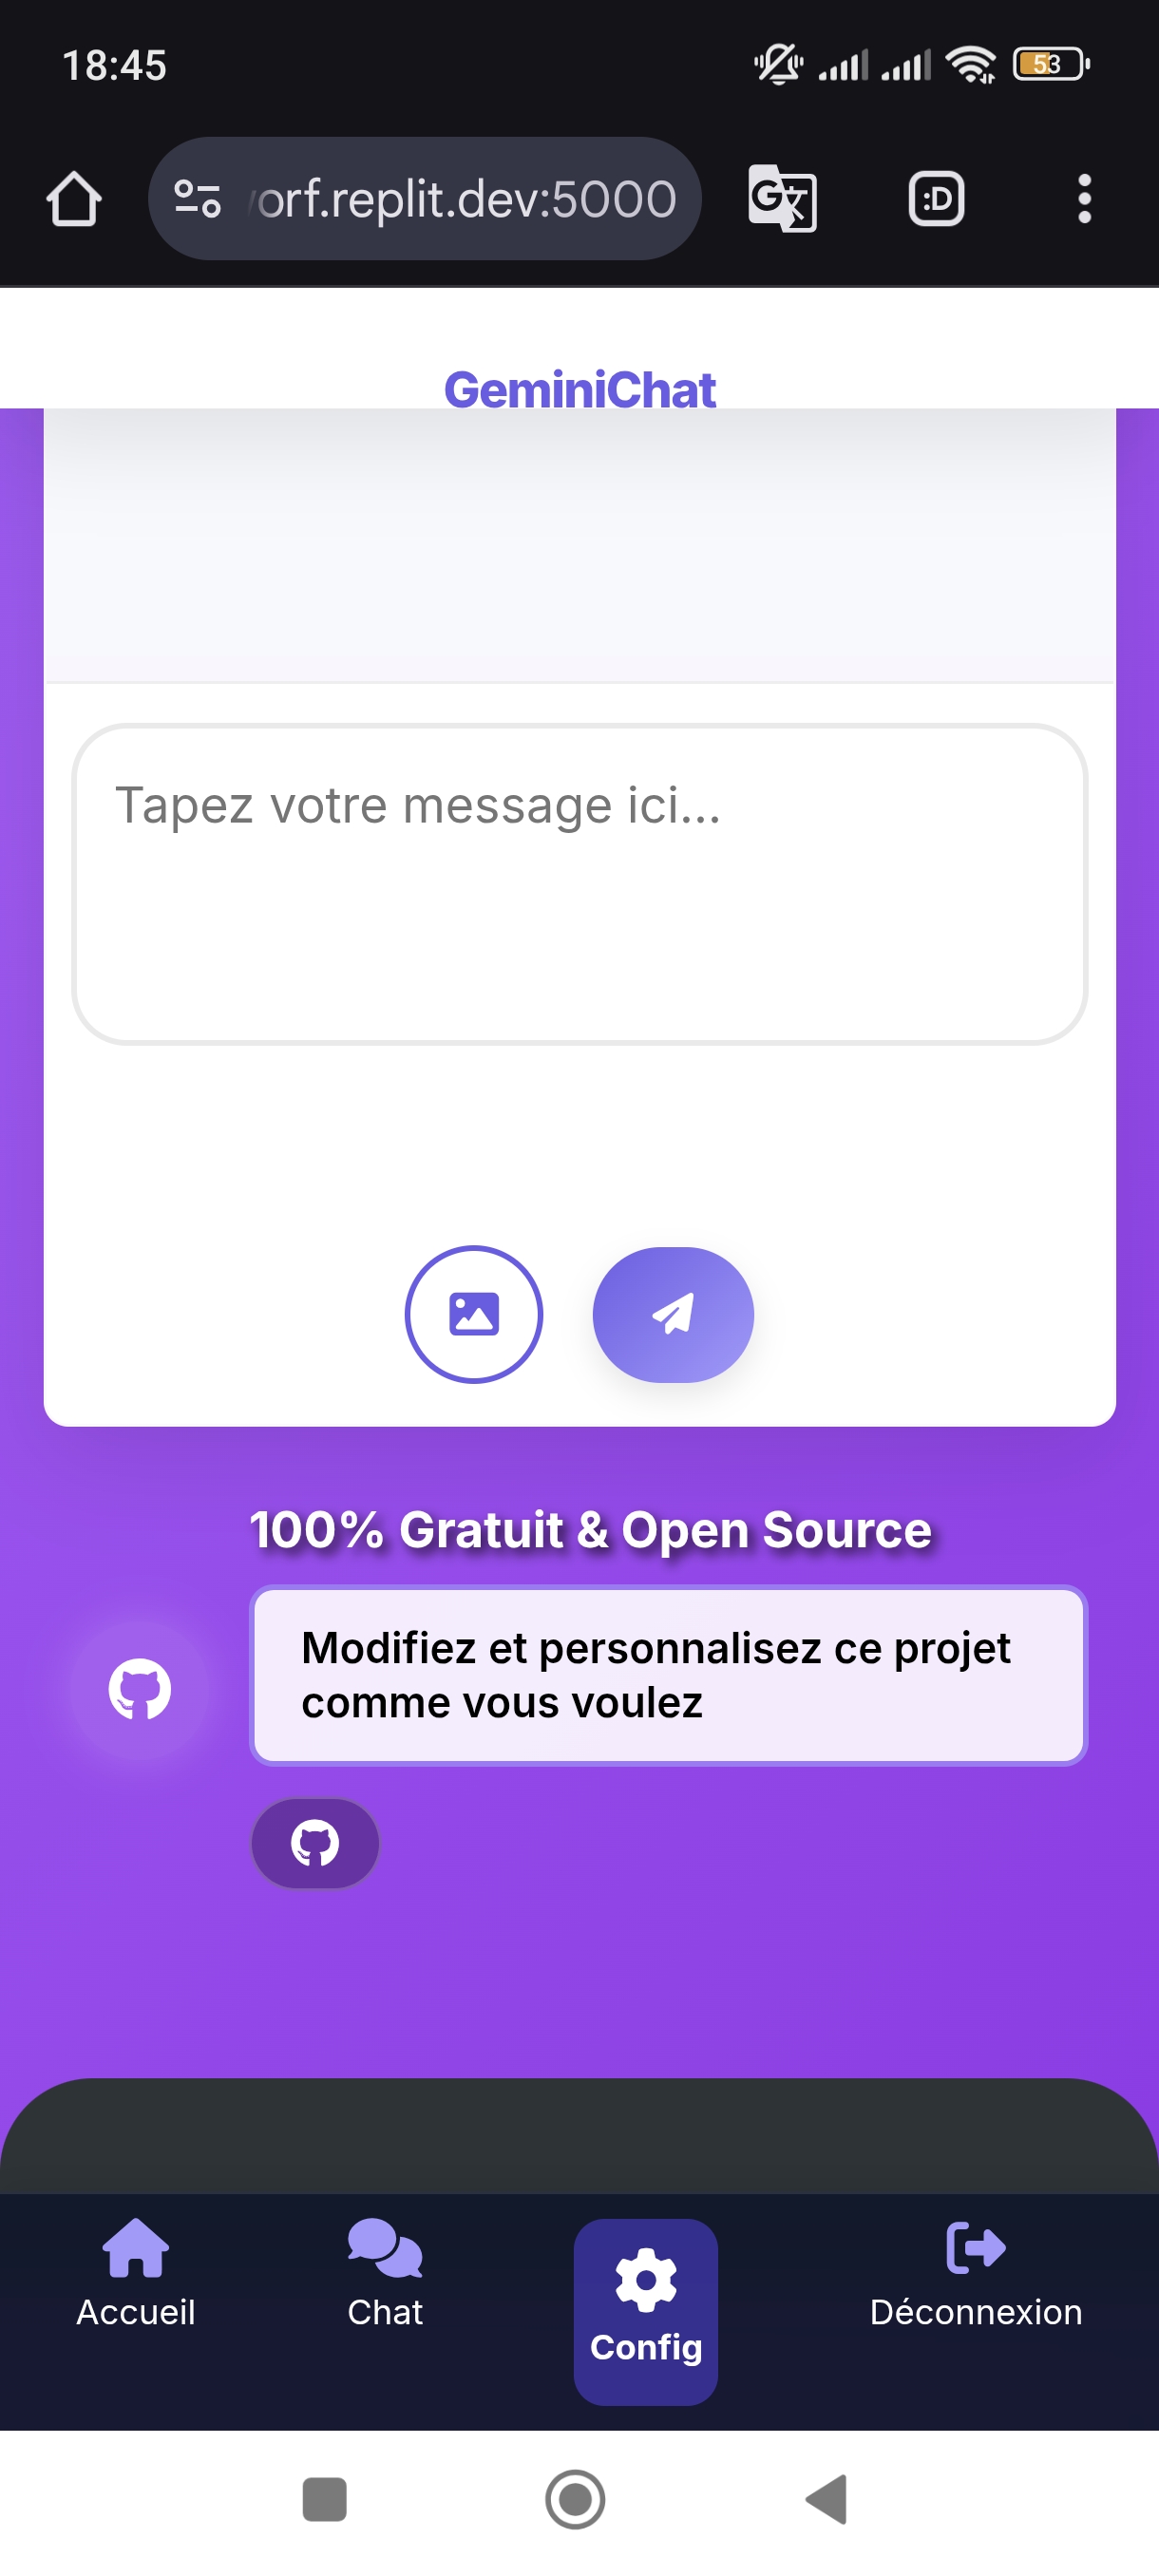 18:45
53
orf.replit.dev:5000
:D
GeminiChat
Tapez votre message ici...
100% Gratuit & Open Source
Modifiez et personnalisez ce projet
comme vous voulez
Accueil
Chat
Config
Déconnexion